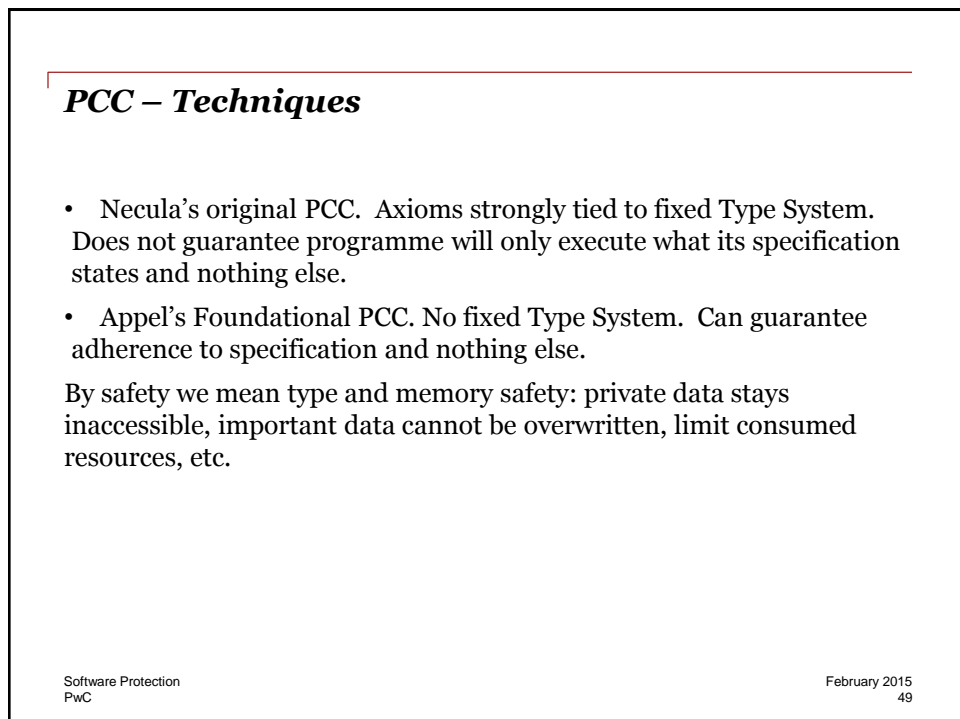 PCC – Techniques
• Necula’s original PCC. Axioms strongly tied to fixed Type System.
Does not guarantee programme will only execute what its specification
states and nothing else.
• Appel’s Foundational PCC. No fixed Type System. Can guarantee
adherence to specification and nothing else.
By safety we mean type and memory safety: private data stays
inaccessible, important data cannot be overwritten, limit consumed
resources, etc.
Software Protection
PwC
February 2015
49